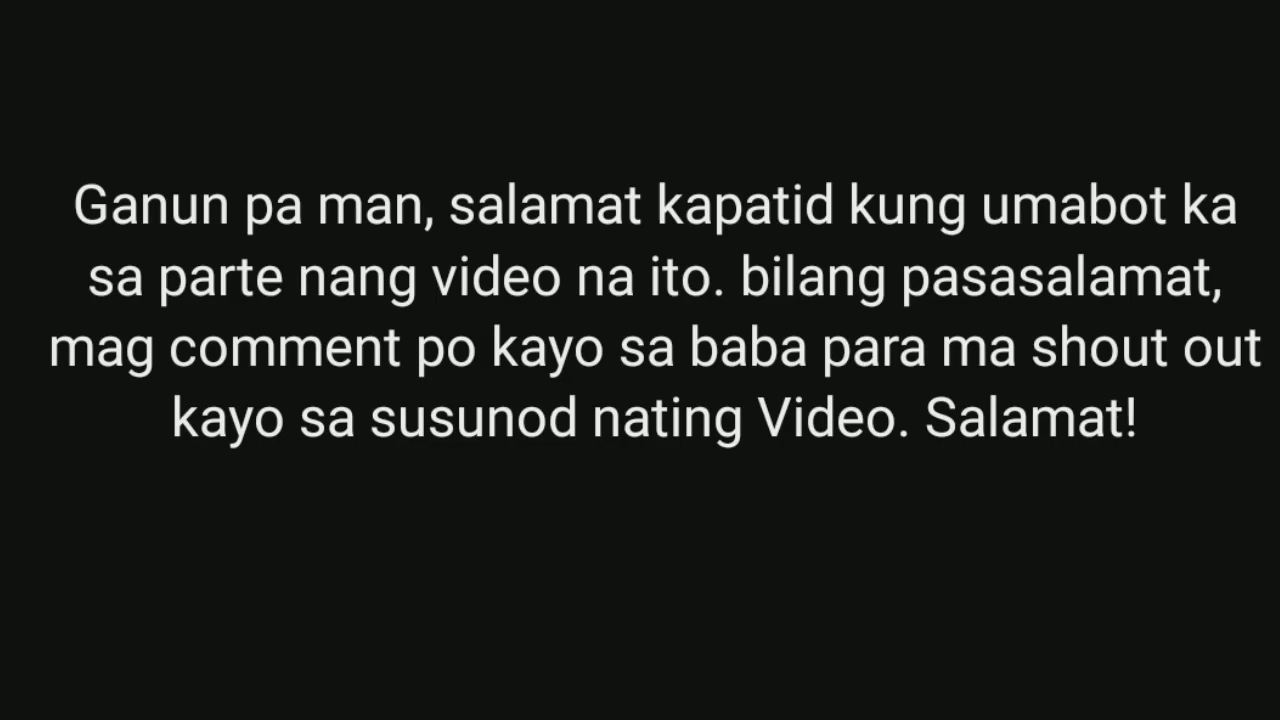 Ganun pa man, salamat kapatid kung umabot ka
sa parte nang video na ito. bilang pasasalamat,
mag comment po kayo sa baba para ma shout out
kayo sa susunod nating Video. Salamat!